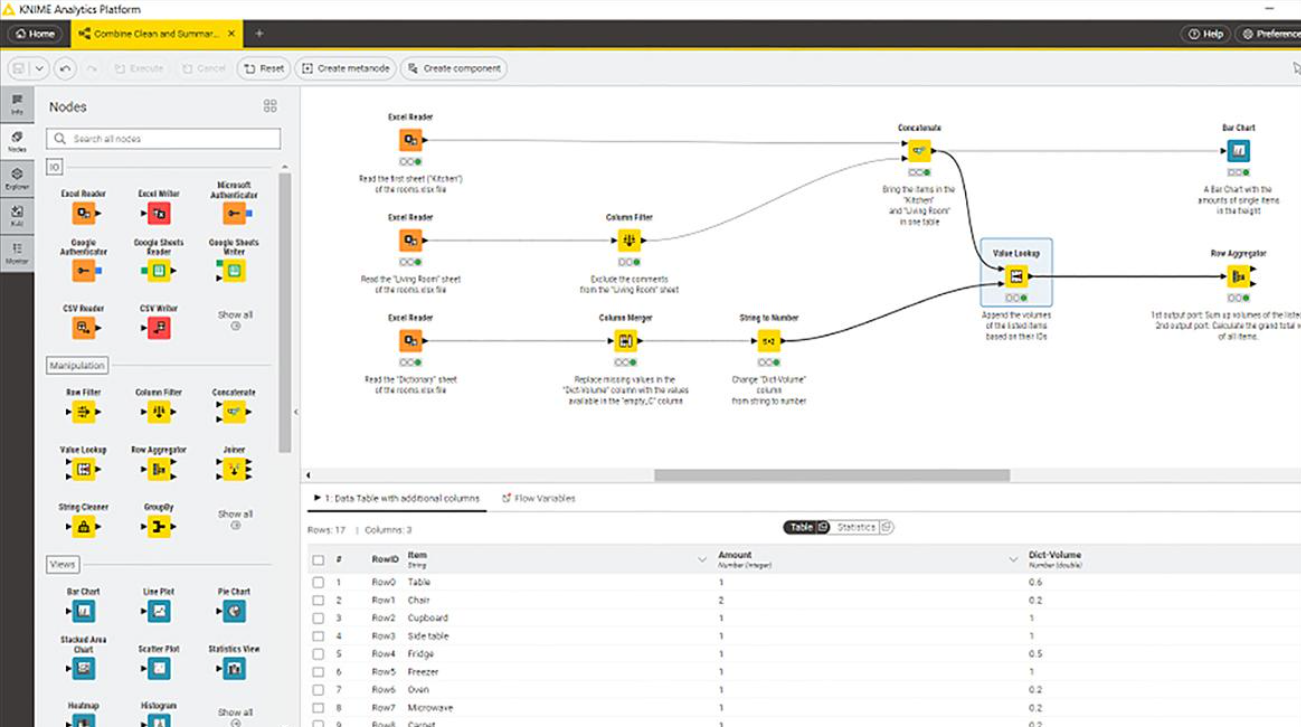 KNIME Analytics Platform
Home
Combine Clean and Summar...
Help
Preference
Execute
Cancel
Reset
Create metanode
Create component
Info
Nodes
Explorer
Monitor
Nodes
Search all nodes
IO
Excel Reader
Excel Writer
Microsoft
Authenticator
Google
Authenticator
Google Sheets
Reader
Google Sheets
Writer
CSV Reader
CSV Writer
Show all
Manipulation
Row Filter
Column Filter
Concatenate
Value Lookup
Row Aggregator
Joiner
String Cleaner
GroupBy
Show all
Views
Bar Chart
Line Plot
Pie Chart
Stacked Area
Chart
Scatter Plot
Statistics View
Heatmap
Histogram
Show all
Excel Reader
Read the first sheet ("Kitchen")
of the rooms.xlsx file
Excel Reader
Read the "Living Room" sheet
of the rooms.xlsx file
Excel Reader
Read the "Dictionary" sheet
of the rooms.xlsx file
Column Filter
Exclude the comments
from the "Living Room" sheet
Column Merger
Replace missing values in the
"Dict-Volume" column with the values
available in the "empty_C" column
String to Number
Change "Dict-Volume"
column
from string to number
Concatenate
Bring the items in the
"Kitchen"
and "Living Room"
in one table
Value Lookup
Append the volumes
of the listed items
based on their IDs
Bar Chart
A Bar Chart with the
amounts of single items
in the freight
Row Aggregator
1st output port: Sum up volumes of the liste
2nd output port: Calculate the grand total v
of all items.
1: Data Table with additional columns
Flow Variables
Rows: 17 | Columns: 3
Table
Statistics
# RowID Item Amount Dict-Volume
String Number (integer) Number (double)
1 Row0 Table 1 0.6
2 Row1 Chair 2 0.2
3 Row2 Cupboard 1 1
4 Row3 Side table 1 1
5 Row4 Fridge 1 0.5
6 Row5 Freezer 1 1
7 Row6 Oven 1 0.2
8 Row7 Microwave 1 0.2
9 Row8 Carpet 1 0.2